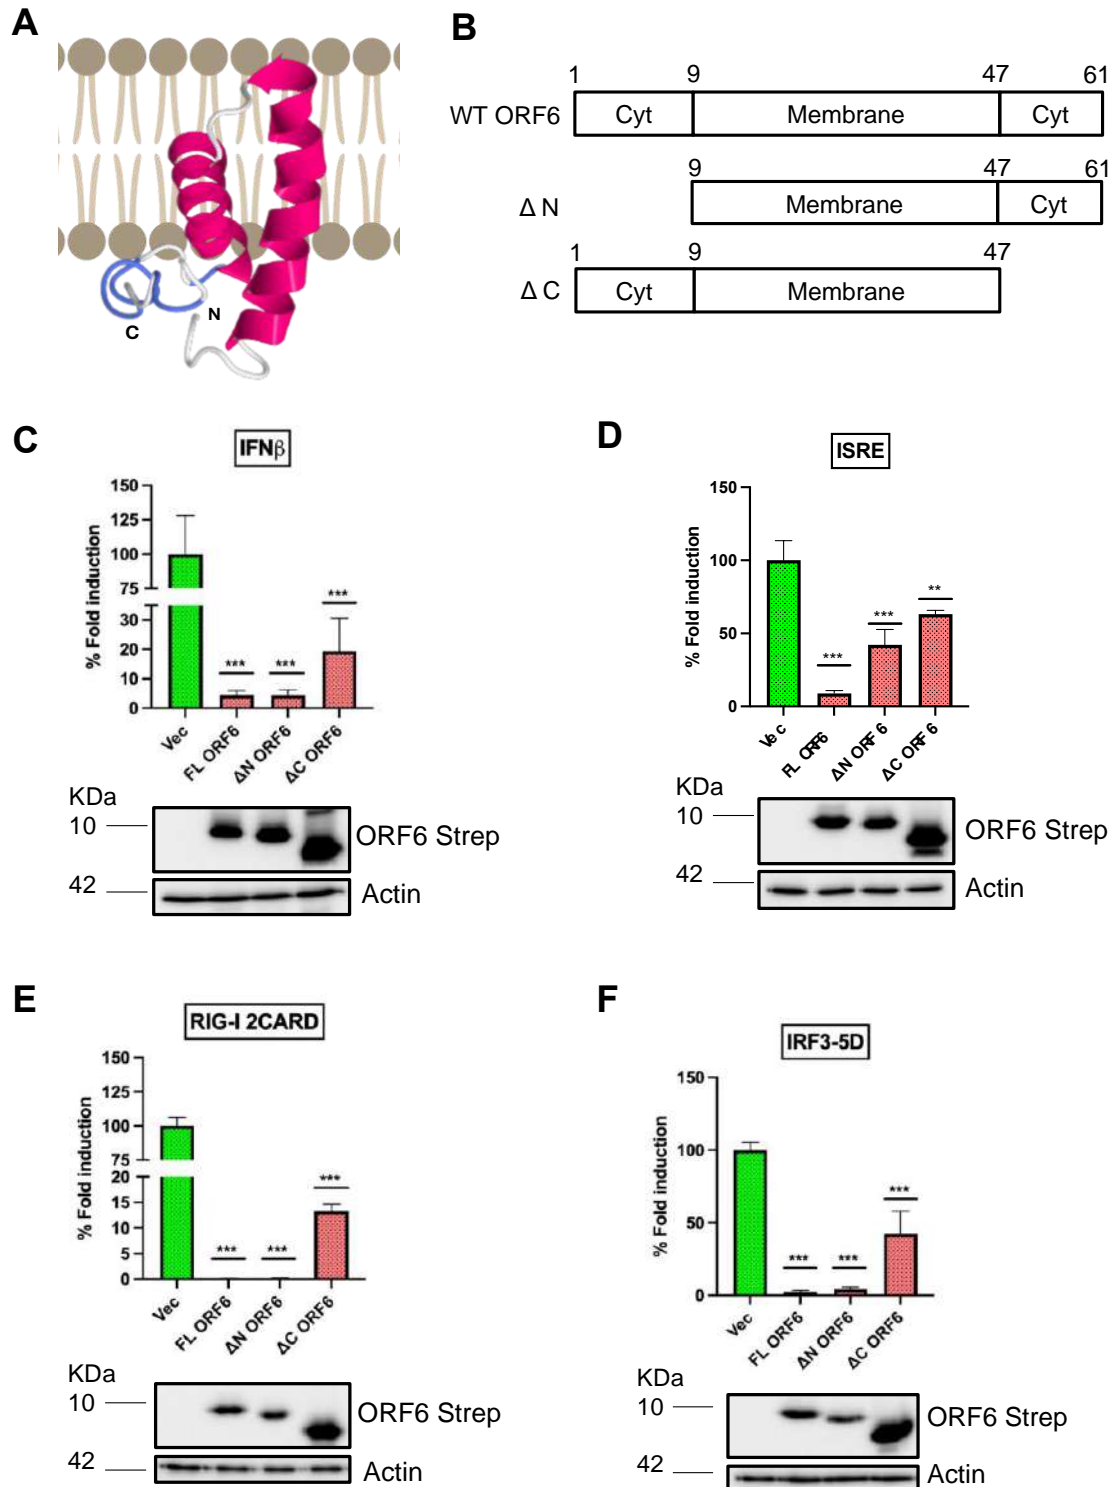 A
C
N
B
1 9 47 61
WT ORF6 Cyt Membrane Cyt
9 47 61
Δ N Membrane Cyt
1 9 47
Δ C Cyt Membrane
C
IFNβ
% Fold induction
150
125
100
75
30
20
10
0
*** *** ***
Vec FL ORF6 ΔN ORF6 ΔC ORF6
KDa
10 ORF6 Strep
42 Actin
D
ISRE
% Fold induction
150
100
50
0
*** *** **
Vec FL ORF6 ΔN ORF6 ΔC ORF6
KDa
10 ORF6 Strep
42 Actin
E
RIG-I 2CARD
% Fold induction
150
125
100
75
20
15
10
5
0
*** *** ***
Vec FL ORF6 ΔN ORF6 ΔC ORF6
KDa
10 ORF6 Strep
42 Actin
F
IRF3-5D
% Fold induction
150
100
50
0
*** *** ***
Vec FL ORF6 ΔN ORF6 ΔC ORF6
KDa
10 ORF6 Strep
42 Actin